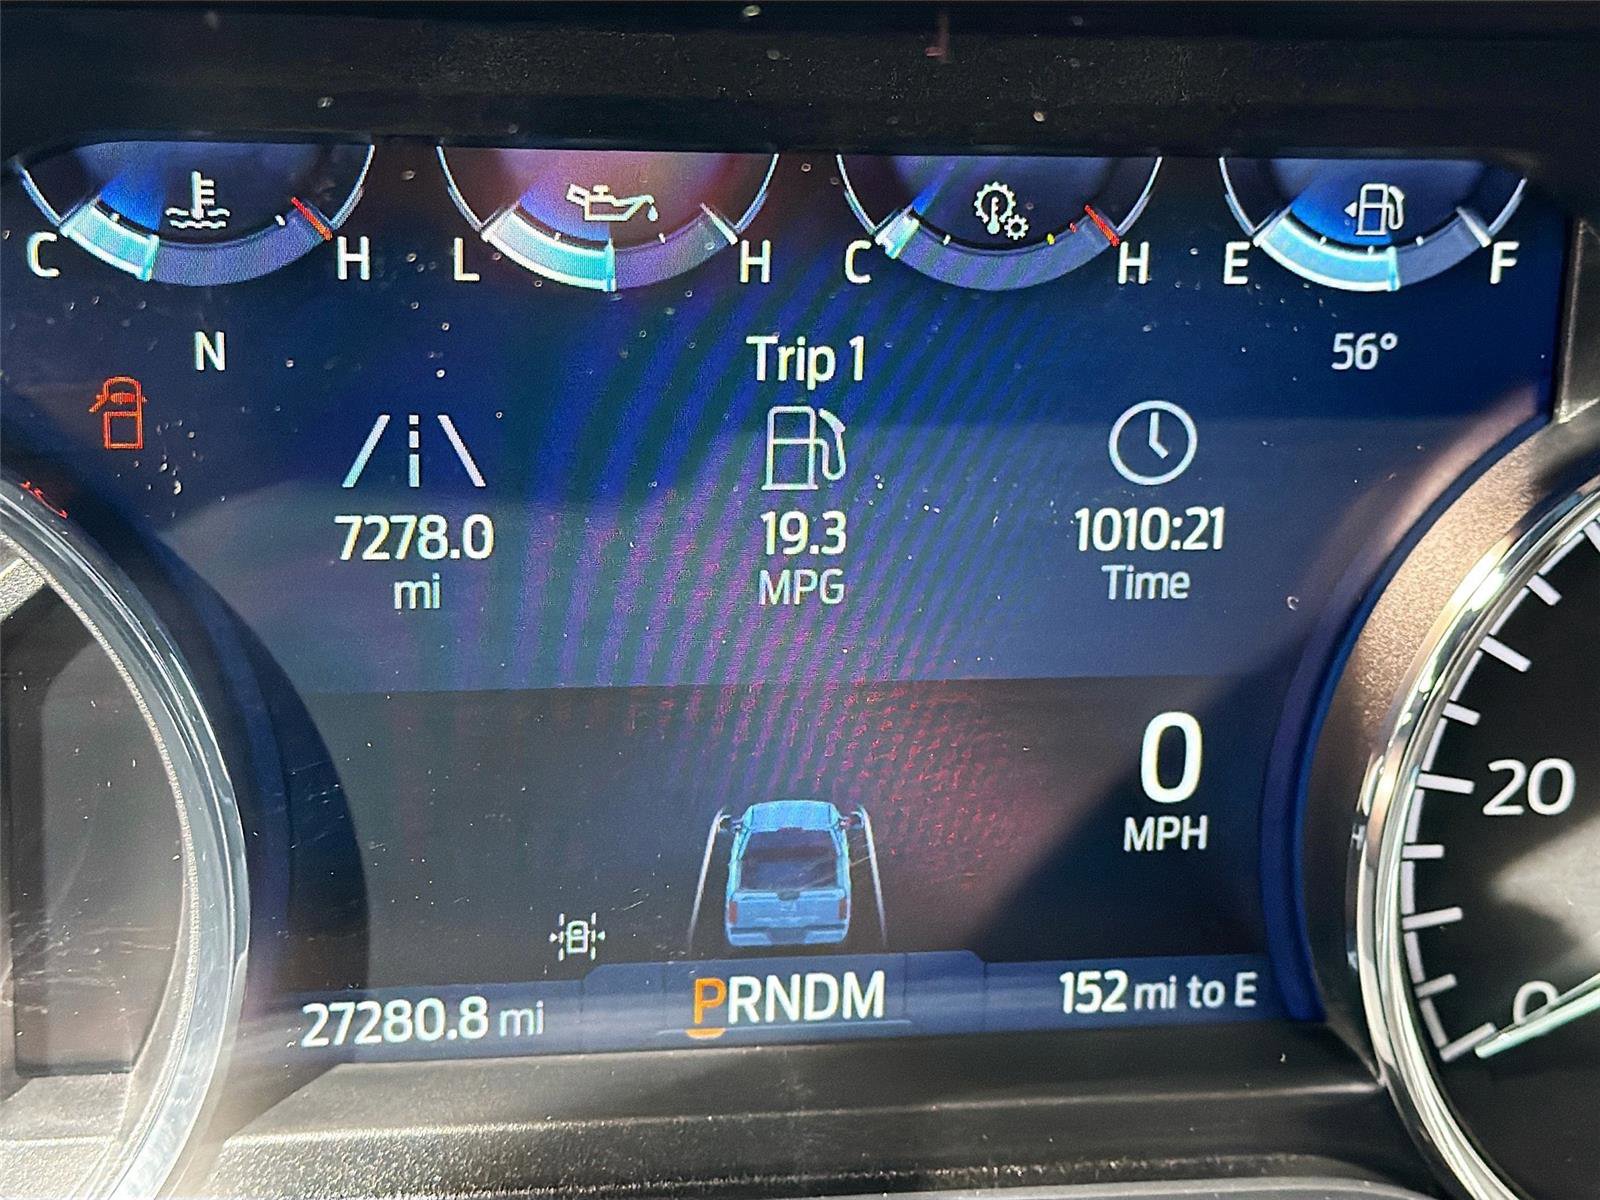 C H L H C H E F
N
Trip 1
56°
7278.0
mi
19.3
MPG
1010:21
Time
0
MPH
20
0
27280.8 mi
PRNDM
152 mi to E